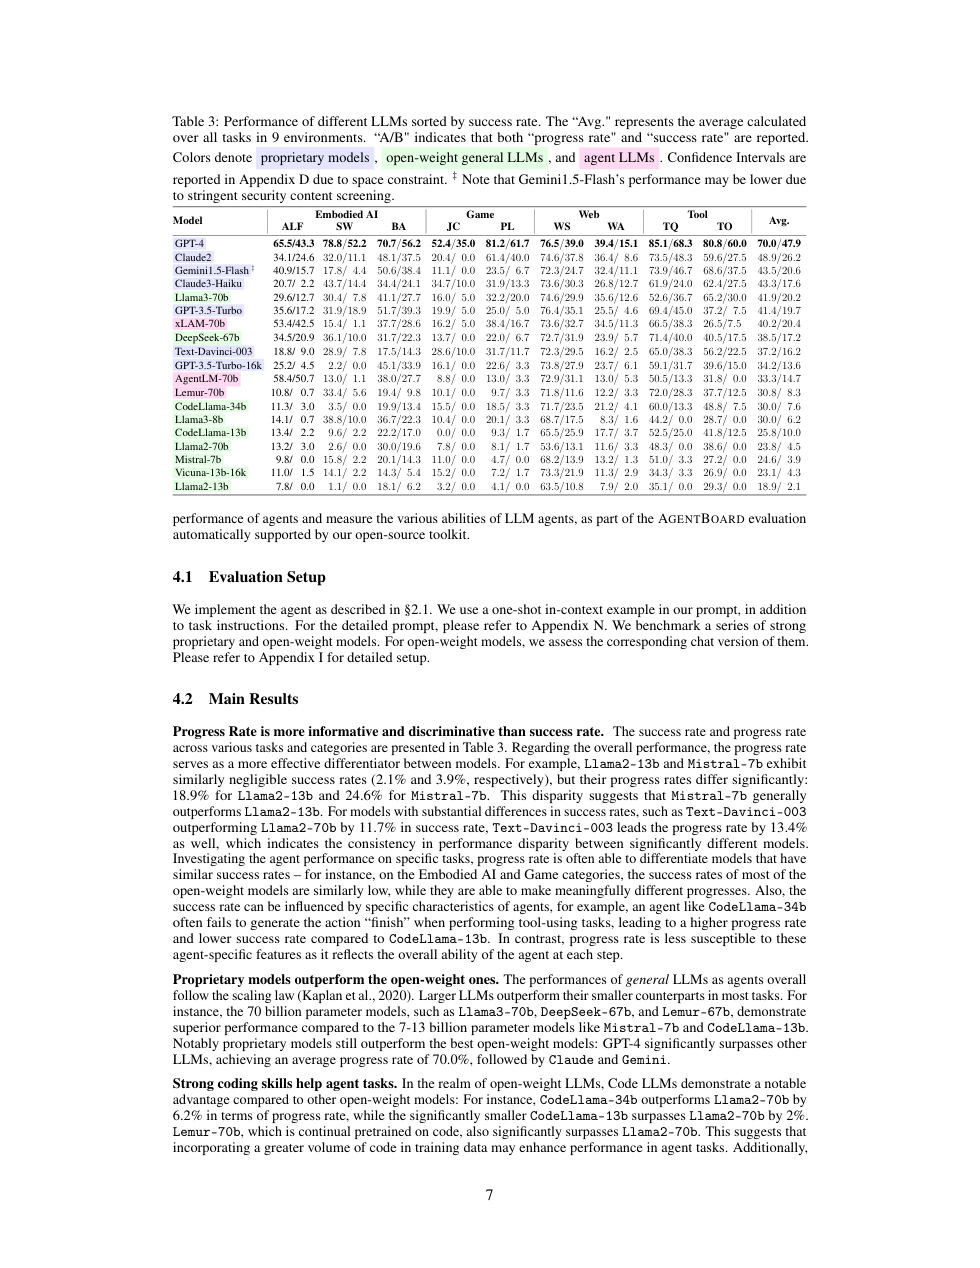 Table 3: Performance of different LLMs sorted by success rate. The “Avg." represents the average calculated
over all tasks in 9 environments. “A/B" indicates that both “progress rate" and “success rate" are reported.
Colors denote proprietary models , open-weight general LLMs , and agent LLMs . Confidence Intervals are
reported in Appendix D due to space constraint. ‡ Note that Gemini1.5-Flash’s performance may be lower due
to stringent security content screening.
Model Embodied AI Game Web Tool Avg.
ALF SW BA JC PL WS WA TQ TO
GPT-4 65.5/43.3 78.8/52.2 70.7/56.2 52.4/35.0 81.2/61.7 76.5/39.0 39.4/15.1 85.1/68.3 80.8/60.0 70.0/47.9
Claude2 34.1/24.6 32.0/11.1 48.1/37.5 20.4/ 0.0 61.4/40.0 74.6/37.8 36.4/ 8.6 73.5/48.3 59.6/27.5 48.9/26.2
Gemini1.5-Flash ‡ 40.9/15.7 17.8/ 4.4 50.6/38.4 11.1/ 0.0 23.5/ 6.7 72.3/24.7 32.4/11.1 73.9/46.7 68.6/37.5 43.5/20.6
Claude3-Haiku 20.7/ 2.2 43.7/14.4 34.4/24.1 34.7/10.0 31.9/13.3 73.6/30.3 26.8/12.7 61.9/24.0 62.4/27.5 43.3/17.6
Llama3-70b 29.6/12.7 30.4/ 7.8 41.1/27.7 16.0/ 5.0 32.2/20.0 74.6/29.9 35.6/12.6 52.6/36.7 65.2/30.0 41.9/20.2
GPT-3.5-Turbo 35.6/17.2 31.9/18.9 51.7/39.3 19.9/ 5.0 25.0/ 5.0 76.4/35.1 25.5/ 4.6 69.4/45.0 37.2/ 7.5 41.4/19.7
xLAM-70b 53.4/42.5 15.4/ 1.1 37.7/28.6 16.2/ 5.0 38.4/16.7 73.6/32.7 34.5/11.3 66.5/38.3 26.5/7.5 40.2/20.4
DeepSeek-67b 34.5/20.9 36.1/10.0 31.7/22.3 13.7/ 0.0 22.0/ 6.7 72.7/31.9 23.9/ 5.7 71.4/40.0 40.5/17.5 38.5/17.2
Text-Davinci-003 18.8/ 9.0 28.9/ 7.8 17.5/14.3 28.6/10.0 31.7/11.7 72.3/29.5 16.2/ 2.5 65.0/38.3 56.2/22.5 37.2/16.2
GPT-3.5-Turbo-16k 25.2/ 4.5 2.2/ 0.0 45.1/33.9 16.1/ 0.0 22.6/ 3.3 73.8/27.9 23.7/ 6.1 59.1/31.7 39.6/15.0 34.2/13.6
AgentLM-70b 58.4/50.7 13.0/ 1.1 38.0/27.7 8.8/ 0.0 13.0/ 3.3 72.9/31.1 13.0/ 5.3 50.5/13.3 31.8/ 0.0 33.3/14.7
Lemur-70b 10.8/ 0.7 33.4/ 5.6 19.4/ 9.8 10.1/ 0.0 9.7/ 3.3 71.8/11.6 12.2/ 3.3 72.0/28.3 37.7/12.5 30.8/ 8.3
CodeLlama-34b 11.3/ 3.0 3.5/ 0.0 19.9/13.4 15.5/ 0.0 18.5/ 3.3 71.7/23.5 21.2/ 4.1 60.0/13.3 48.8/ 7.5 30.0/ 7.6
Llama3-8b 14.1/ 0.7 38.8/10.0 36.7/22.3 10.4/ 0.0 20.1/ 3.3 68.7/17.5 8.3/ 1.6 44.2/ 0.0 28.7/ 0.0 30.0/ 6.2
CodeLlama-13b 13.4/ 2.2 9.6/ 2.2 22.2/17.0 0.0/ 0.0 9.3/ 1.7 65.5/25.9 17.7/ 3.7 52.5/25.0 41.8/12.5 25.8/10.0
Llama2-70b 13.2/ 3.0 2.6/ 0.0 30.0/19.6 7.8/ 0.0 8.1/ 1.7 53.6/13.1 11.6/ 3.3 48.3/ 0.0 38.6/ 0.0 23.8/ 4.5
Mistral-7b 9.8/ 0.0 15.8/ 2.2 20.1/14.3 11.0/ 0.0 4.7/ 0.0 68.2/13.9 13.2/ 1.3 51.0/ 3.3 27.2/ 0.0 24.6/ 3.9
Vicuna-13b-16k 11.0/ 1.5 14.1/ 2.2 14.3/ 5.4 15.2/ 0.0 7.2/ 1.7 73.3/21.9 11.3/ 2.9 34.3/ 3.3 26.9/ 0.0 23.1/ 4.3
Llama2-13b 7.8/ 0.0 1.1/ 0.0 18.1/ 6.2 3.2/ 0.0 4.1/ 0.0 63.5/10.8 7.9/ 2.0 35.1/ 0.0 29.3/ 0.0 18.9/ 2.1
performance of agents and measure the various abilities of LLM agents, as part of the AGENTBOARD evaluation
automatically supported by our open-source toolkit.
4.1 Evaluation Setup
We implement the agent as described in §2.1. We use a one-shot in-context example in our prompt, in addition
to task instructions. For the detailed prompt, please refer to Appendix N. We benchmark a series of strong
proprietary and open-weight models. For open-weight models, we assess the corresponding chat version of them.
Please refer to Appendix I for detailed setup.
4.2 Main Results
Progress Rate is more informative and discriminative than success rate. The success rate and progress rate
across various tasks and categories are presented in Table 3. Regarding the overall performance, the progress rate
serves as a more effective differentiator between models. For example, Llama2-13b and Mistral-7b exhibit
similarly negligible success rates (2.1% and 3.9%, respectively), but their progress rates differ significantly:
18.9% for Llama2-13b and 24.6% for Mistral-7b. This disparity suggests that Mistral-7b generally
outperforms Llama2-13b. For models with substantial differences in success rates, such as Text-Davinci-003
outperforming Llama2-70b by 11.7% in success rate, Text-Davinci-003 leads the progress rate by 13.4%
as well, which indicates the consistency in performance disparity between significantly different models.
Investigating the agent performance on specific tasks, progress rate is often able to differentiate models that have
similar success rates – for instance, on the Embodied AI and Game categories, the success rates of most of the
open-weight models are similarly low, while they are able to make meaningfully different progresses. Also, the
success rate can be influenced by specific characteristics of agents, for example, an agent like CodeLlama-34b
often fails to generate the action “finish” when performing tool-using tasks, leading to a higher progress rate
and lower success rate compared to CodeLlama-13b. In contrast, progress rate is less susceptible to these
agent-specific features as it reflects the overall ability of the agent at each step.
Proprietary models outperform the open-weight ones. The performances of general LLMs as agents overall
follow the scaling law (Kaplan et al., 2020). Larger LLMs outperform their smaller counterparts in most tasks. For
instance, the 70 billion parameter models, such as Llama3-70b, DeepSeek-67b, and Lemur-67b, demonstrate
superior performance compared to the 7-13 billion parameter models like Mistral-7b and CodeLlama-13b.
Notably proprietary models still outperform the best open-weight models: GPT-4 significantly surpasses other
LLMs, achieving an average progress rate of 70.0%, followed by Claude and Gemini.
Strong coding skills help agent tasks. In the realm of open-weight LLMs, Code LLMs demonstrate a notable
advantage compared to other open-weight models: For instance, CodeLlama-34b outperforms Llama2-70b by
6.2% in terms of progress rate, while the significantly smaller CodeLlama-13b surpasses Llama2-70b by 2%.
Lemur-70b, which is continual pretrained on code, also significantly surpasses Llama2-70b. This suggests that
incorporating a greater volume of code in training data may enhance performance in agent tasks. Additionally,
7